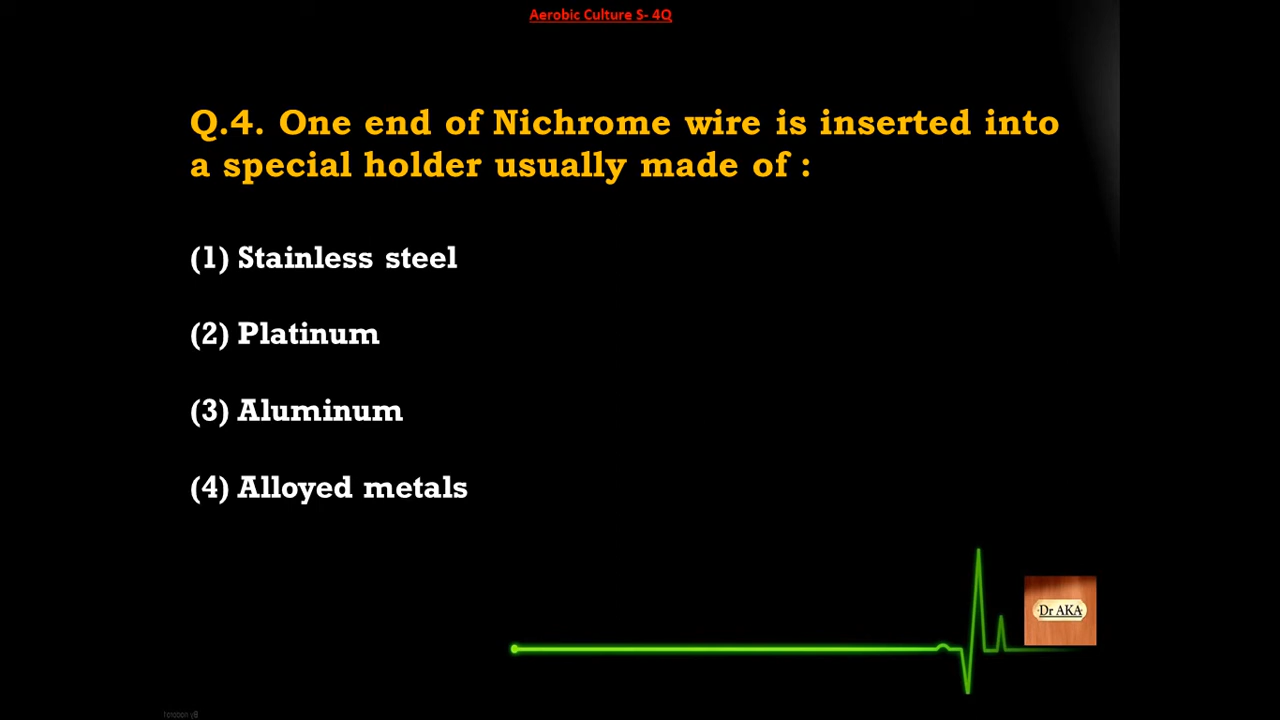 Aerobic Culture S- 4Q
Q.4. One end of Nichrome wire is inserted into
a special holder usually made of :
(1) Stainless steel
(2) Platinum
(3) Aluminum
(4) Alloyed metals
Dr AKA